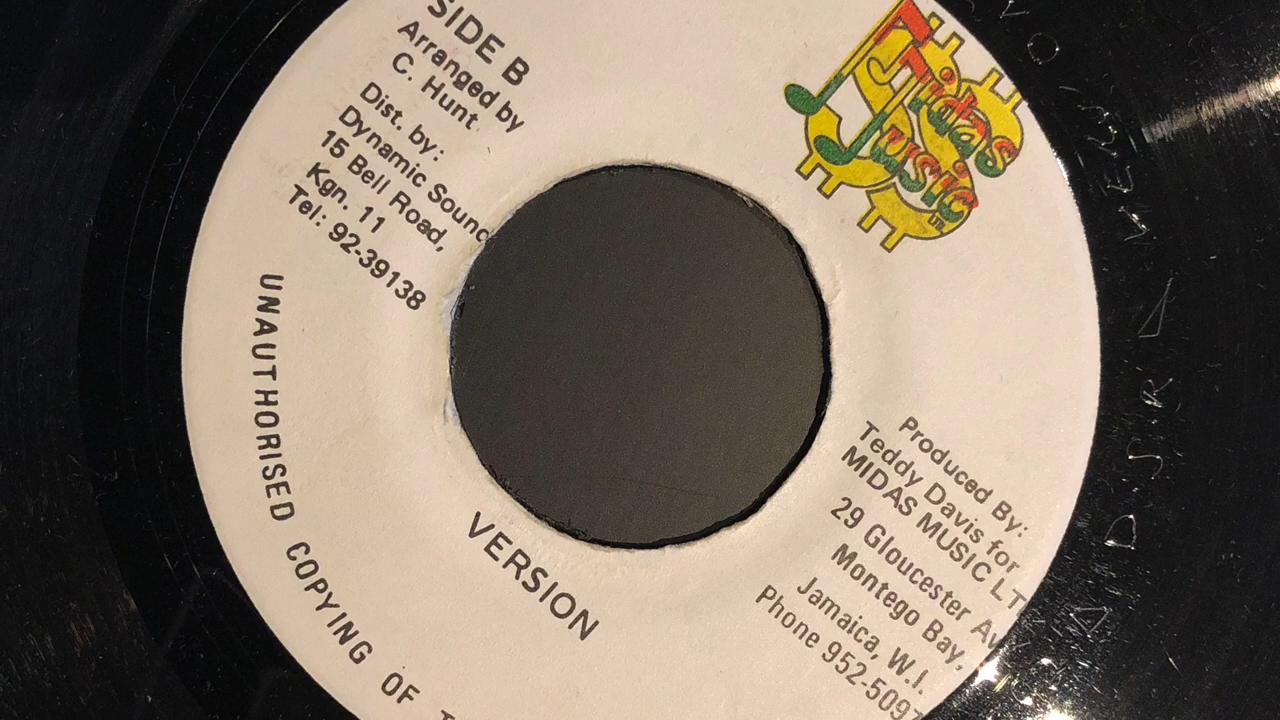 SIDE B
Arranged by
C. Hunt
Dist. by:
Dynamic Sound
15 Bell Road,
Kgn. 11
Tel: 92-39138
Midas
Music
LTD
Produced By:
Teddy Davis for
MIDAS MUSIC LT
29 Gloucester Av
Montego Bay,
Jamaica, W.I.
Phone 952-5097
VERSION
UNAUTHORISED COPYING OF